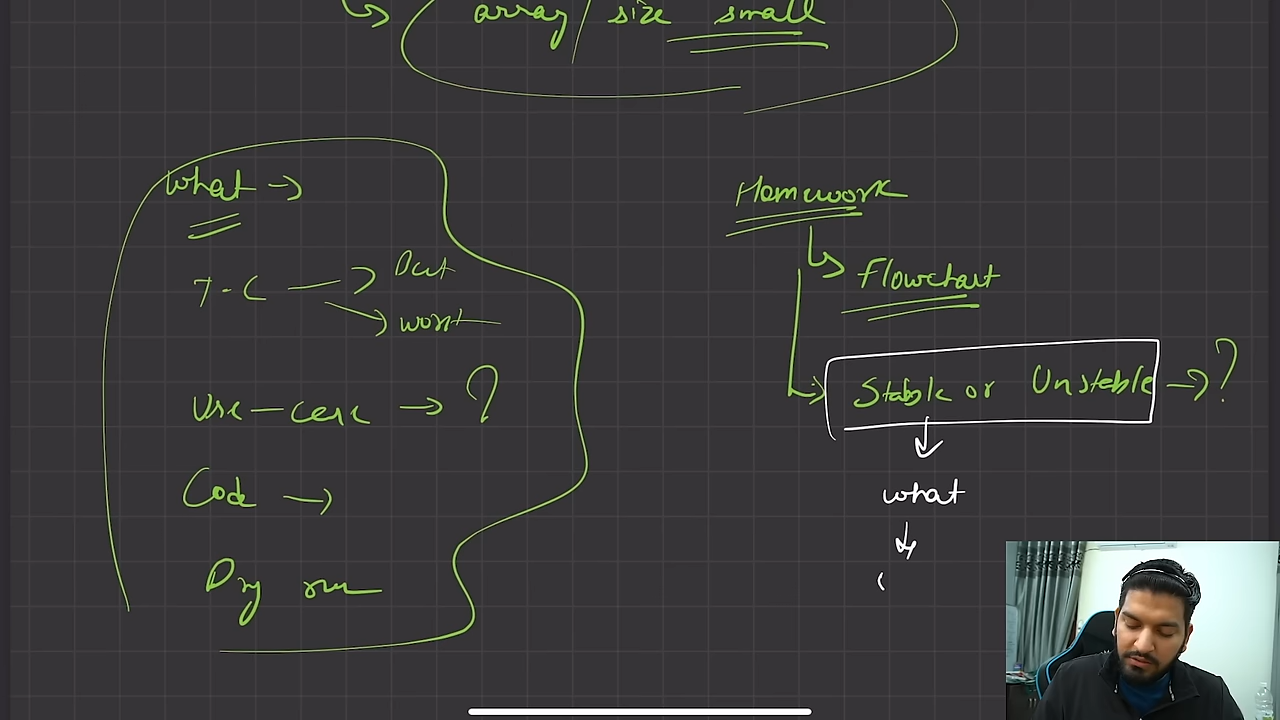 array/ size small
what →
T-C → Best
→ worst
use-case → ?
Code →
Dry run
Homework
Flowchart
Stable or Unstable → ?
what